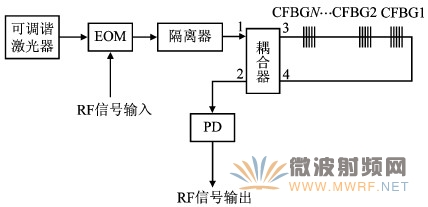 CFBGN…CFBG2 CFBG1
可调谐
激光器
EOM
隔离器
1
3
耦
合
器
2
4
RF信号输入
PD
RF信号输出
微波射频网
WWW.MWRF.NET